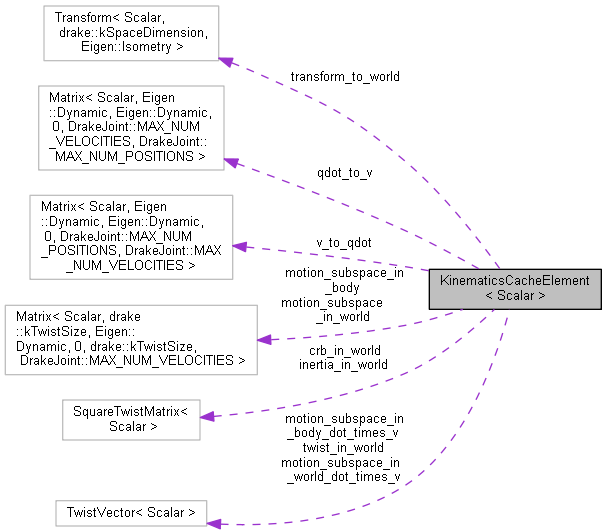 Transform< Scalar,
drake::kSpaceDimension,
Eigen::Isometry >
transform_to_world
Matrix< Scalar, Eigen
::Dynamic, Eigen::Dynamic,
0, DrakeJoint::MAX_NUM
_VELOCITIES, DrakeJoint::
MAX_NUM_POSITIONS >
qdot_to_v
Matrix< Scalar, Eigen
::Dynamic, Eigen::Dynamic,
0, DrakeJoint::MAX_NUM
_POSITIONS, DrakeJoint::MAX
_NUM_VELOCITIES >
v_to_qdot
KinematicsCacheElement
< Scalar >
motion_subspace_in
_body
motion_subspace
_in_world
Matrix< Scalar, drake
::kTwistSize, Eigen::
Dynamic, 0, drake::kTwistSize,
DrakeJoint::MAX_NUM_VELOCITIES >
crb_in_world
inertia_in_world
SquareTwistMatrix<
Scalar >
motion_subspace_in
_body_dot_times_v
twist_in_world
motion_subspace_in
_world_dot_times_v
TwistVector< Scalar >